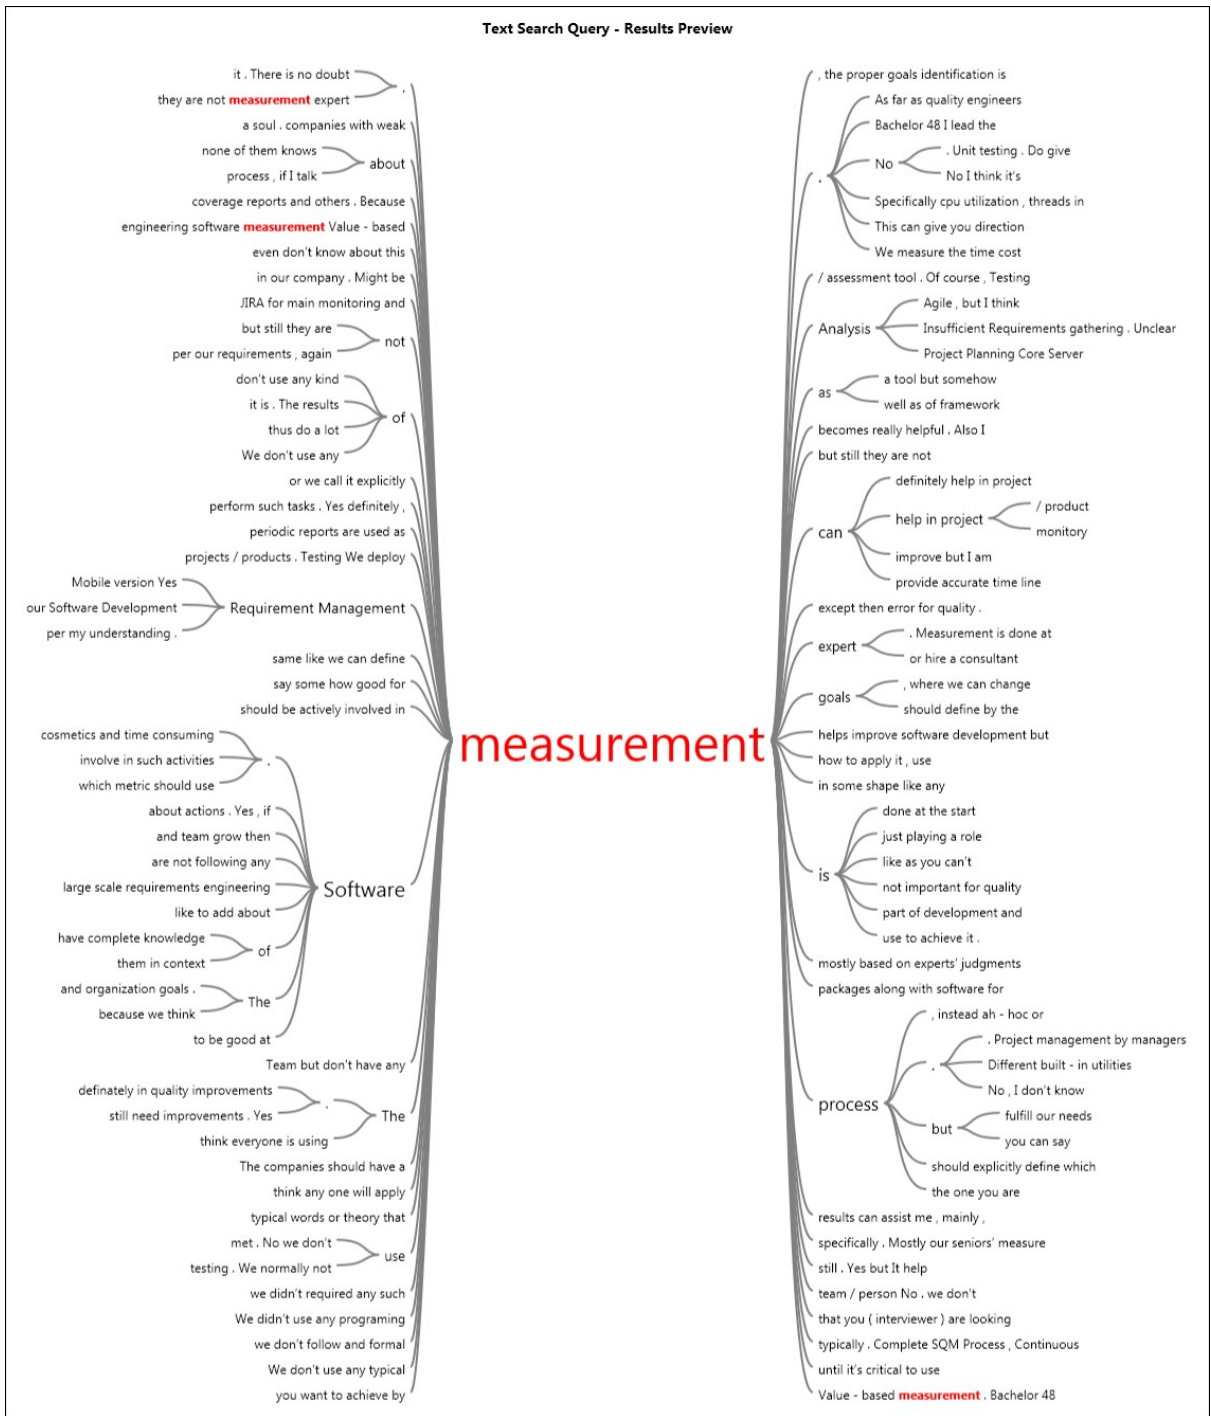 Text Search Query - Results Preview
it . There is no doubt
they are not measurement expert
.
a soul . companies with weak
none of them knows
process , if I talk
about
coverage reports and others . Because
engineering software measurement Value - based
even don't know about this
in our company . Might be
JIRA for main monitoring and
but still they are
per our requirements , again
not
don't use any kind
it is . The results
thus do a lot
We don't use any
of
or we call it explicitly
perform such tasks . Yes definitely ,
periodic reports are used as
projects / products . Testing We deploy
Mobile version Yes
our Software Development
per my understanding .
Requirement Management
same like we can define
say some how good for
should be actively involved in
cosmetics and time consuming
involve in such activities
which metric should use
.
about actions . Yes , if
and team grow then
are not following any
large scale requirements engineering
like to add about
have complete knowledge
them in context
of
and organization goals .
because we think
The
to be good at
Software
Team but don't have any
definately in quality improvements
still need improvements . Yes
.
think everyone is using
The
The companies should have a
think any one will apply
typical words or theory that
met . No we don't
testing . We normally not
use
we didn't required any such
We didn't use any programing
we don't follow and formal
We don't use any typical
you want to achieve by
measurement
, the proper goals identification is
.
As far as quality engineers
Bachelor 48 I lead the
No
. Unit testing . Do give
No I think it's
Specifically cpu utilization , threads in
This can give you direction
We measure the time cost
/ assessment tool . Of course , Testing
Analysis
Agile , but I think
Insufficient Requirements gathering . Unclear
Project Planning Core Server
as
a tool but somehow
well as of framework
becomes really helpful . Also I
but still they are not
can
definitely help in project
help in project
/ product
monitory
improve but I am
provide accurate time line
except then error for quality .
expert
. Measurement is done at
or hire a consultant
goals
, where we can change
should define by the
helps improve software development but
how to apply it , use
in some shape like any
is
done at the start
just playing a role
like as you can't
not important for quality
part of development and
use to achieve it .
mostly based on experts' judgments
packages along with software for
process
, instead ah - hoc or
.
. Project management by managers
Different built - in utilities
No , I don't know
but
fulfill our needs
you can say
should explicitly define which
the one you are
results can assist me , mainly ,
specifically . Mostly our seniors' measure
still . Yes but It help
team / person No . we don't
that you ( interviewer ) are looking
typically . Complete SQM Process , Continuous
until it's critical to use
Value - based measurement . Bachelor 48